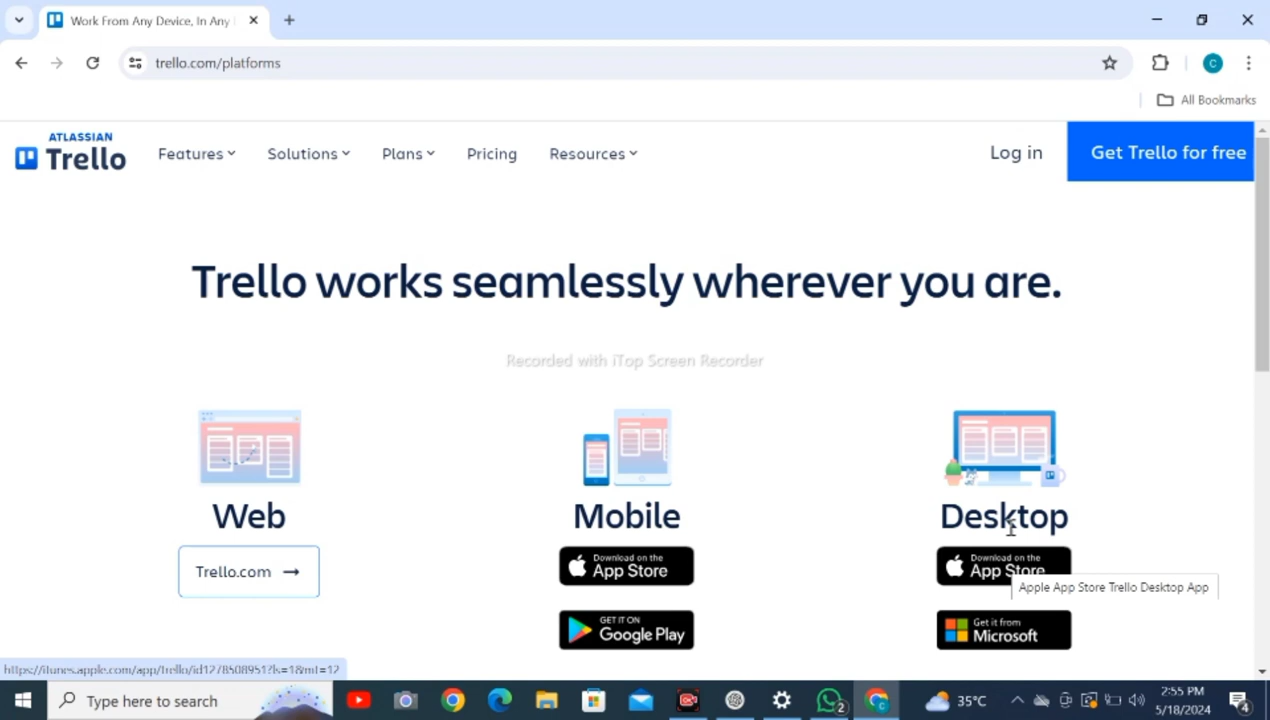 Work From Any Device, In Any
trello.com/platforms
All Bookmarks
ATLASSIAN
Trello
Features
Solutions
Plans
Pricing
Resources
Log in
Get Trello for free
Trello works seamlessly wherever you are.
Recorded with iTop Screen Recorder
Web
Mobile
Desktop
Trello.com →
Download on the
App Store
Download on the
App Store
Apple App Store Trello Desktop App
GET IT ON
Google Play
Get it from
Microsoft
https://itunes.apple.com/app/trello/id1278508951?ls=1&mt=12
Type here to search
2
C
35°C
2:55 PM
5/18/2024
4